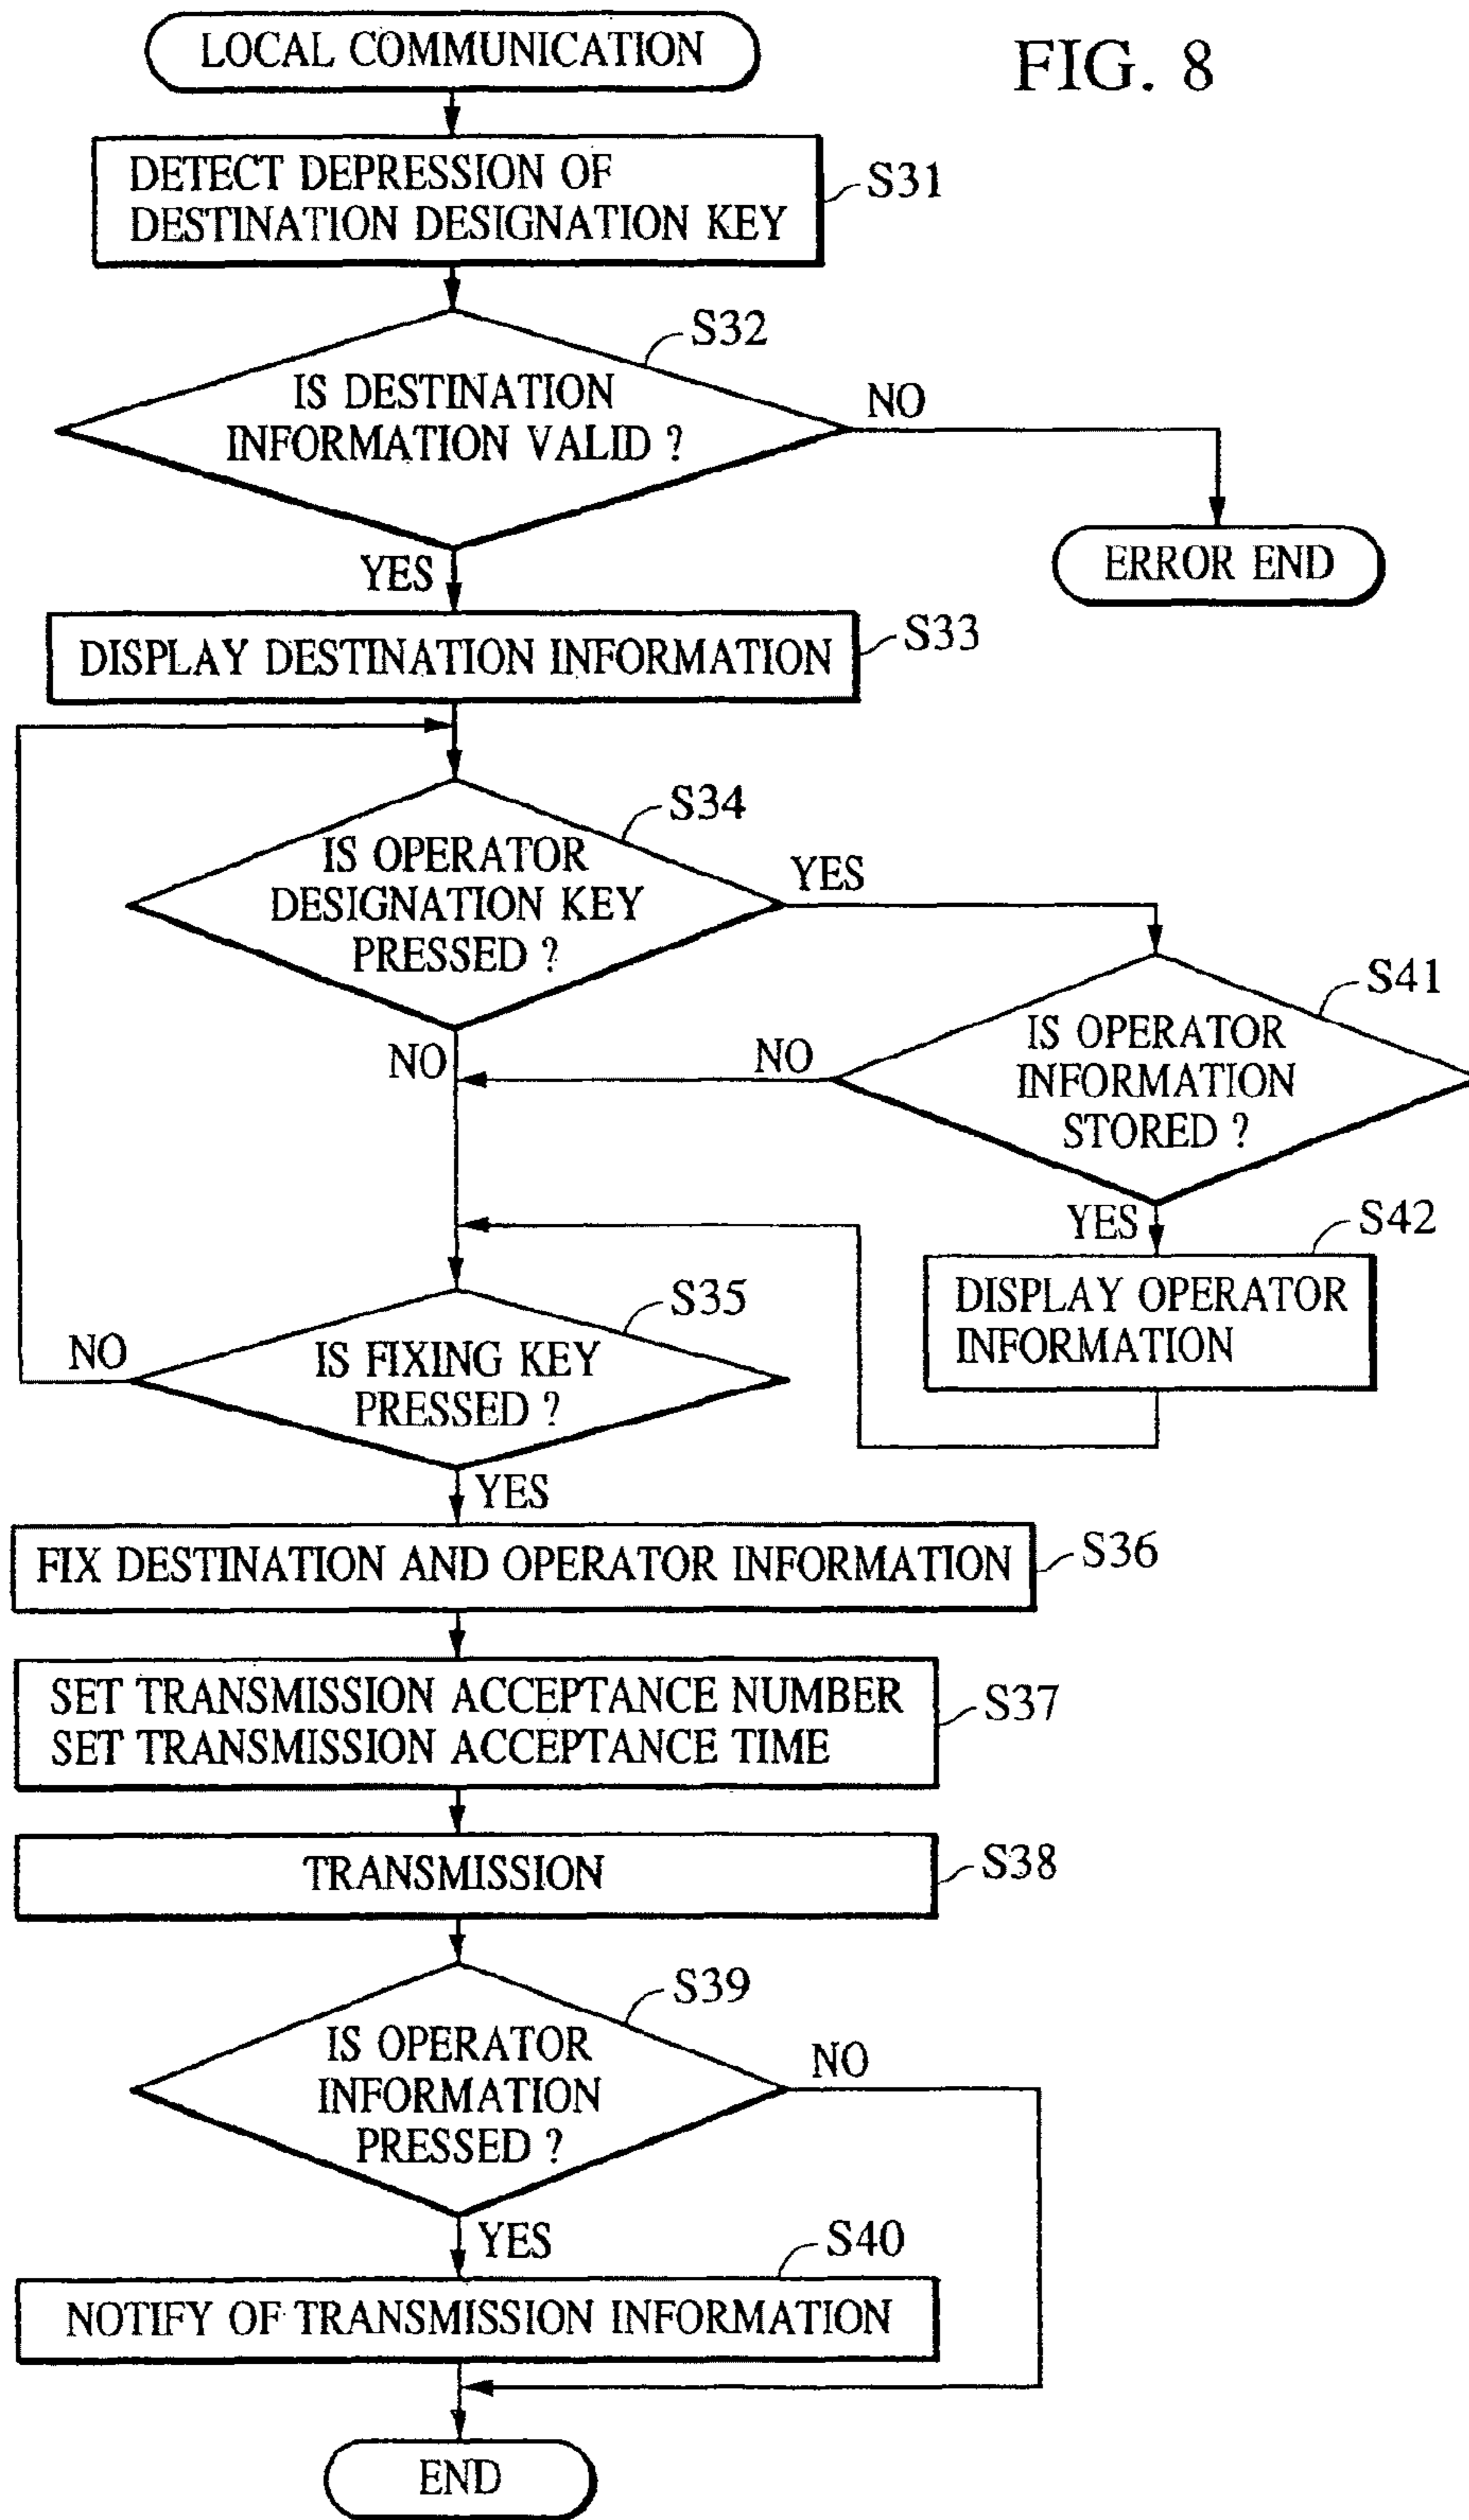 LOCAL COMMUNICATION
FIG. 8
DETECT DEPRESSION OF
DESTINATION DESIGNATION KEY
S31
S32
IS DESTINATION
INFORMATION VALID ?
NO
ERROR END
YES
DISPLAY DESTINATION INFORMATION
S33
S34
IS OPERATOR
DESIGNATION KEY
PRESSED ?
YES
NO
S41
IS OPERATOR
INFORMATION
STORED ?
NO
YES
S42
DISPLAY OPERATOR
INFORMATION
S35
IS FIXING KEY
PRESSED ?
NO
YES
FIX DESTINATION AND OPERATOR INFORMATION
S36
SET TRANSMISSION ACCEPTANCE NUMBER
SET TRANSMISSION ACCEPTANCE TIME
S37
TRANSMISSION
S38
S39
IS OPERATOR
INFORMATION
PRESSED ?
NO
YES
S40
NOTIFY OF TRANSMISSION INFORMATION
END